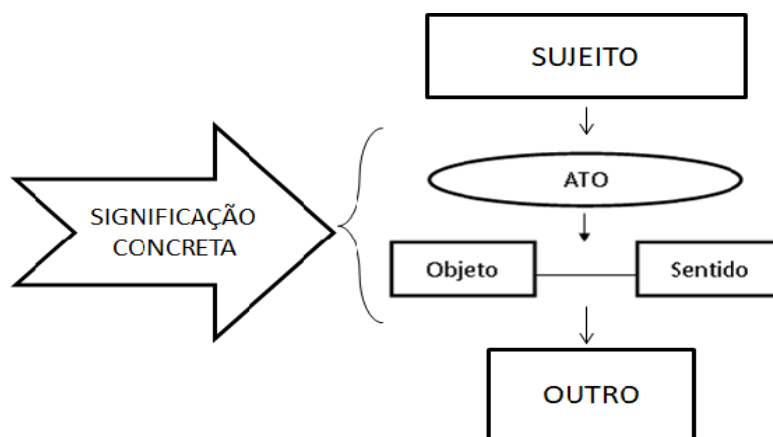 SUJEITO
ATO
SIGNIFICAÇÃO
CONCRETA
Objeto
Sentido
OUTRO